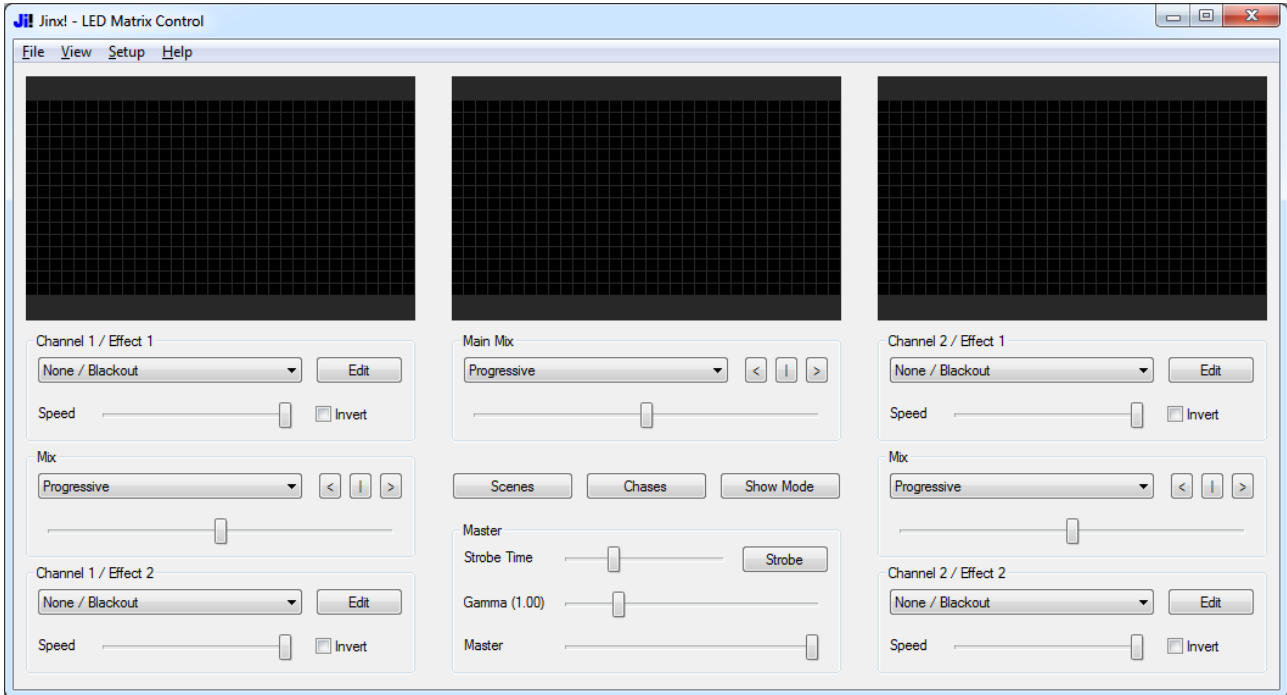 Ji! Jinx! - LED Matrix Control
File View Setup Help
Channel 1 / Effect 1
None / Blackout Edit
Speed Invert
Mix
Progressive < | >
Channel 1 / Effect 2
None / Blackout Edit
Speed Invert
Main Mix
Progressive < | >
Scenes Chases Show Mode
Master
Strobe Time Strobe
Gamma (1.00)
Master
Channel 2 / Effect 1
None / Blackout Edit
Speed Invert
Mix
Progressive < | >
Channel 2 / Effect 2
None / Blackout Edit
Speed Invert